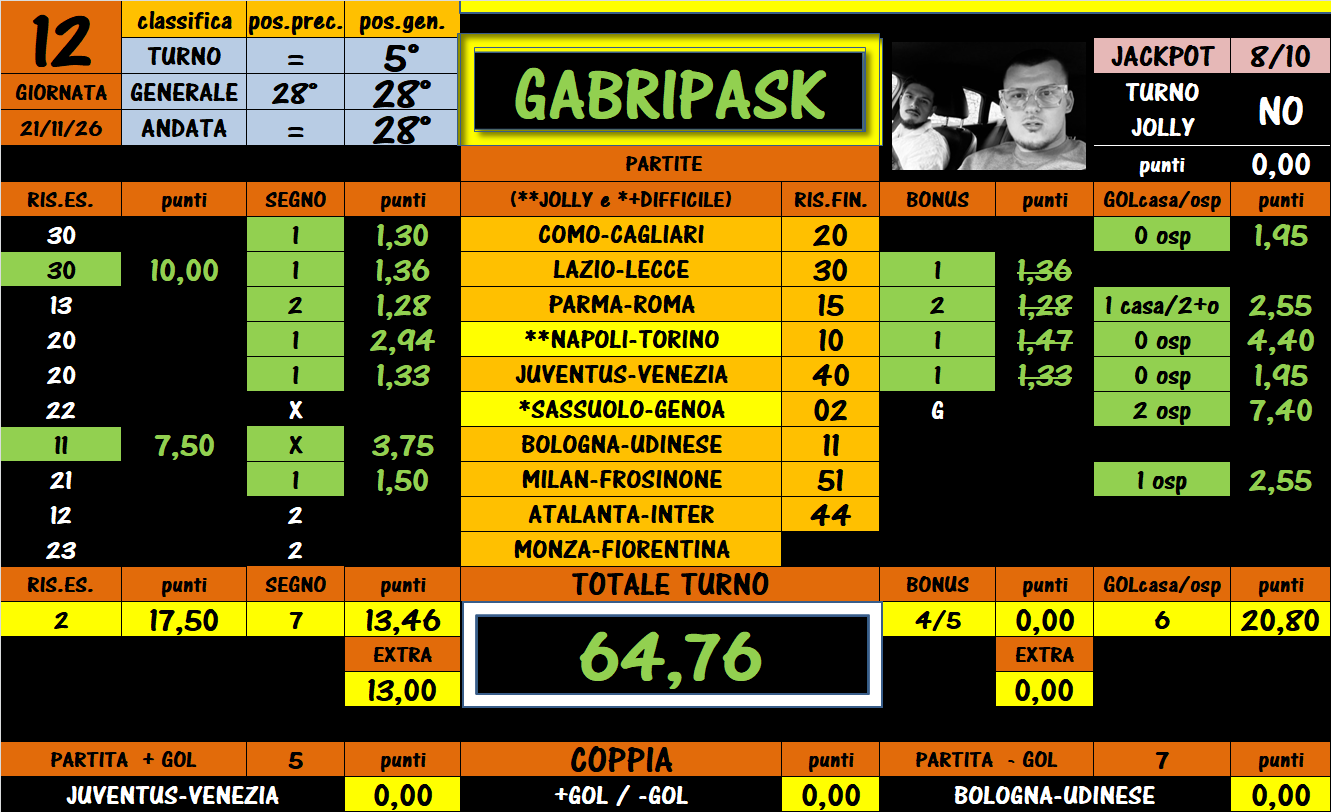 12 classifica pos.prec. pos.gen.
TURNO = 5°
GIORNATA GENERALE 28° 28°
21/11/26 ANDATA = 28°
GABRIPASK
JACKPOT 8/10
TURNO JOLLY NO
punti 0,00
PARTITE
RIS.ES. punti SEGNO punti (**JOLLY e *+DIFFICILE) RIS.FIN. BONUS punti GOLcasa/osp punti
30 1 1,30 COMO-CAGLIARI 20 0 osp 1,95
30 10,00 1 1,36 LAZIO-LECCE 30 1 1,36
13 2 1,28 PARMA-ROMA 15 2 1,28 1 casa/2+o 2,55
20 1 2,94 **NAPOLI-TORINO 10 1 1,47 0 osp 4,40
20 1 1,33 JUVENTUS-VENEZIA 40 1 1,33 0 osp 1,95
22 X *SASSUOLO-GENOA 02 G 2 osp 7,40
11 7,50 X 3,75 BOLOGNA-UDINESE 11
21 1 1,50 MILAN-FROSINONE 51 1 osp 2,55
12 2 ATALANTA-INTER 44
23 2 MONZA-FIORENTINA
RIS.ES. punti SEGNO punti TOTALE TURNO BONUS punti GOLcasa/osp punti
2 17,50 7 13,46 64,76 4/5 0,00 6 20,80
EXTRA EXTRA
13,00 0,00
PARTITA + GOL 5 punti COPPIA punti PARTITA - GOL 7 punti
JUVENTUS-VENEZIA 0,00 +GOL / -GOL 0,00 BOLOGNA-UDINESE 0,00